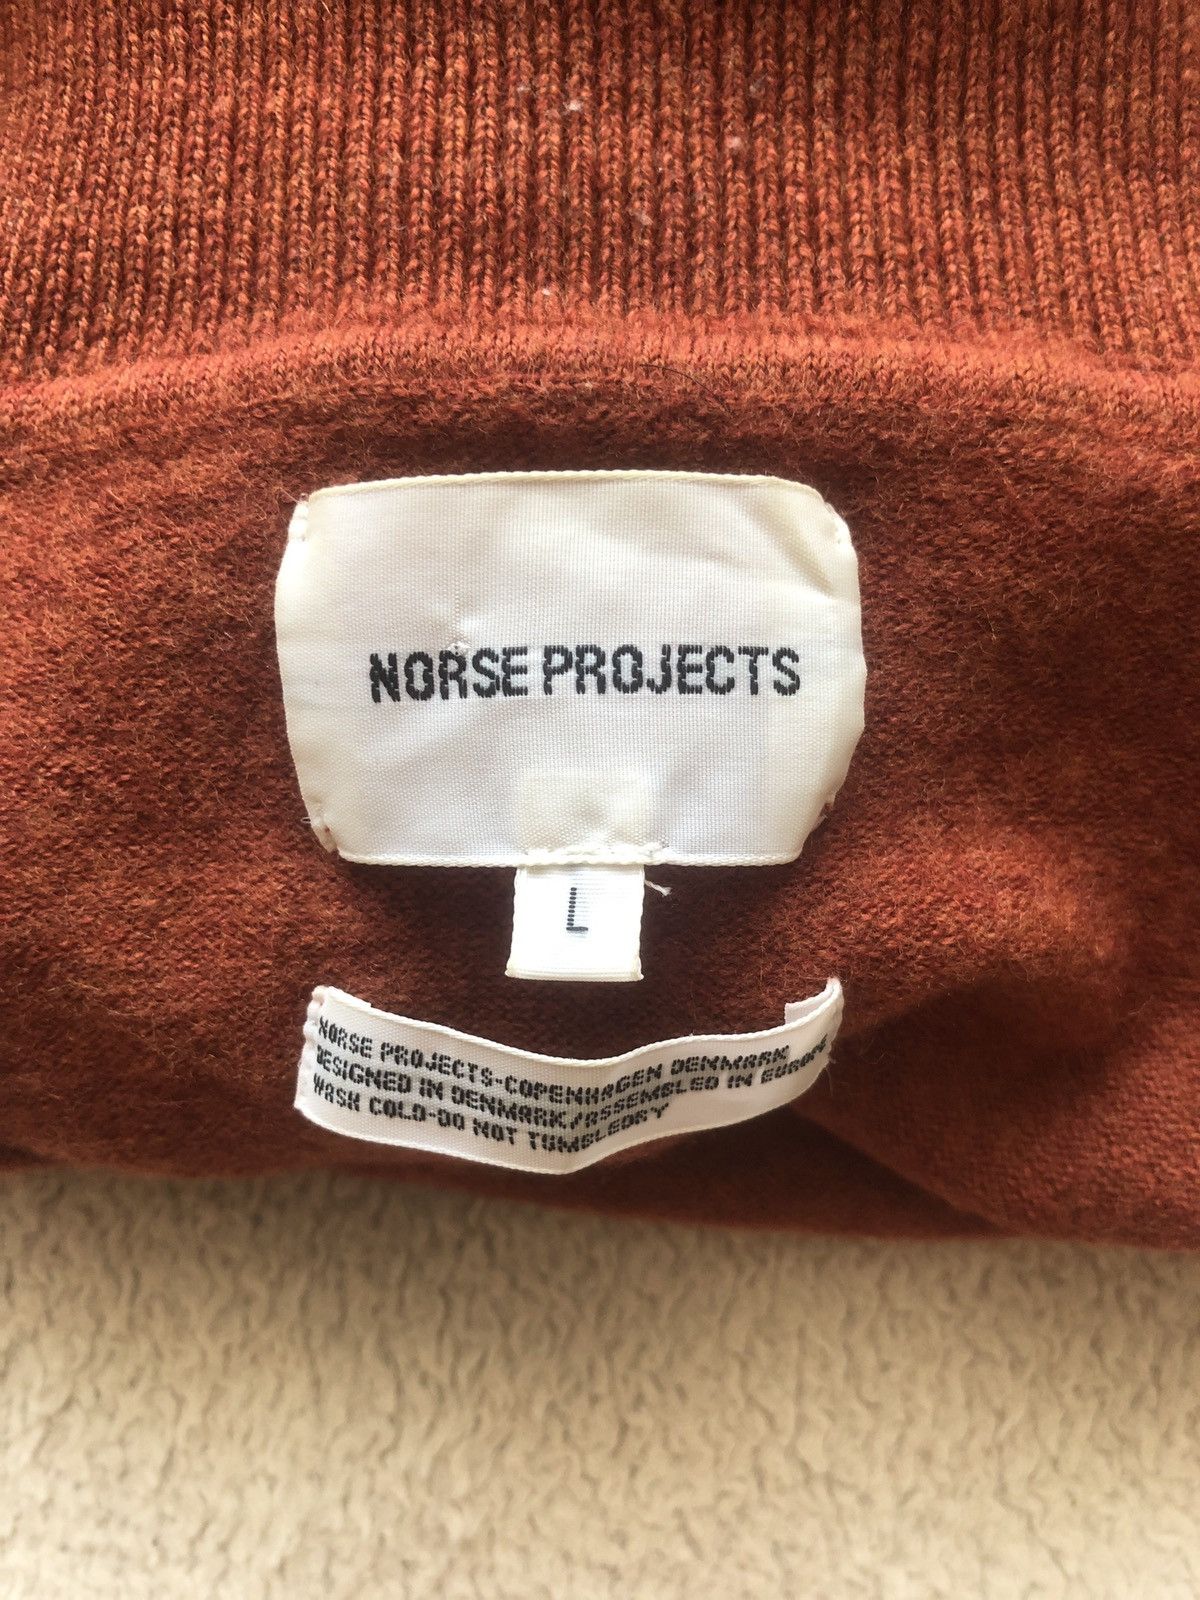 NORSE PROJECTS
L
NORSE PROJECTS-COPENHAGEN DENMARK
DESIGNED IN DENMARK/ASSEMBLED IN EUROPE
WASH COLD-DO NOT TUMBLEDRY